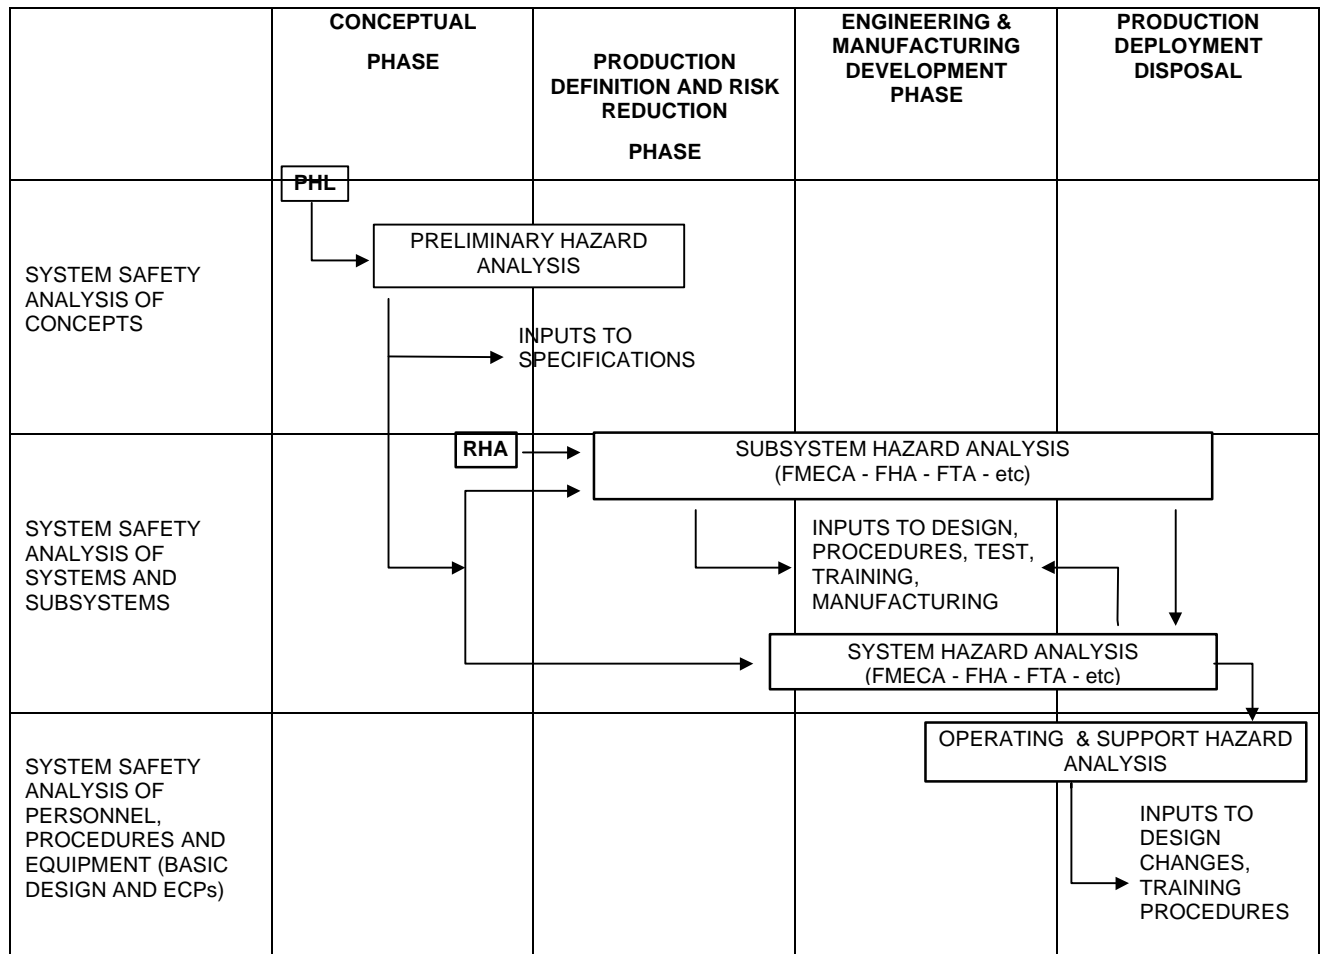 CONCEPTUAL
PHASE
PRODUCTION
DEFINITION AND RISK
REDUCTION
PHASE
ENGINEERING &
MANUFACTURING
DEVELOPMENT
PHASE
PRODUCTION
DEPLOYMENT
DISPOSAL
PHL
SYSTEM SAFETY
ANALYSIS OF
CONCEPTS
PRELIMINARY HAZARD
ANALYSIS
INPUTS TO
SPECIFICATIONS
SYSTEM SAFETY
ANALYSIS OF
SYSTEMS AND
SUBSYSTEMS
RHA
SUBSYSTEM HAZARD ANALYSIS
(FMECA - FHA - FTA - etc)
INPUTS TO DESIGN,
PROCEDURES, TEST,
TRAINING,
MANUFACTURING
SYSTEM HAZARD ANALYSIS
(FMECA - FHA - FTA - etc)
SYSTEM SAFETY
ANALYSIS OF
PERSONNEL,
PROCEDURES AND
EQUIPMENT (BASIC
DESIGN AND ECPs)
OPERATING & SUPPORT HAZARD
ANALYSIS
INPUTS TO
DESIGN
CHANGES,
TRAINING
PROCEDURES